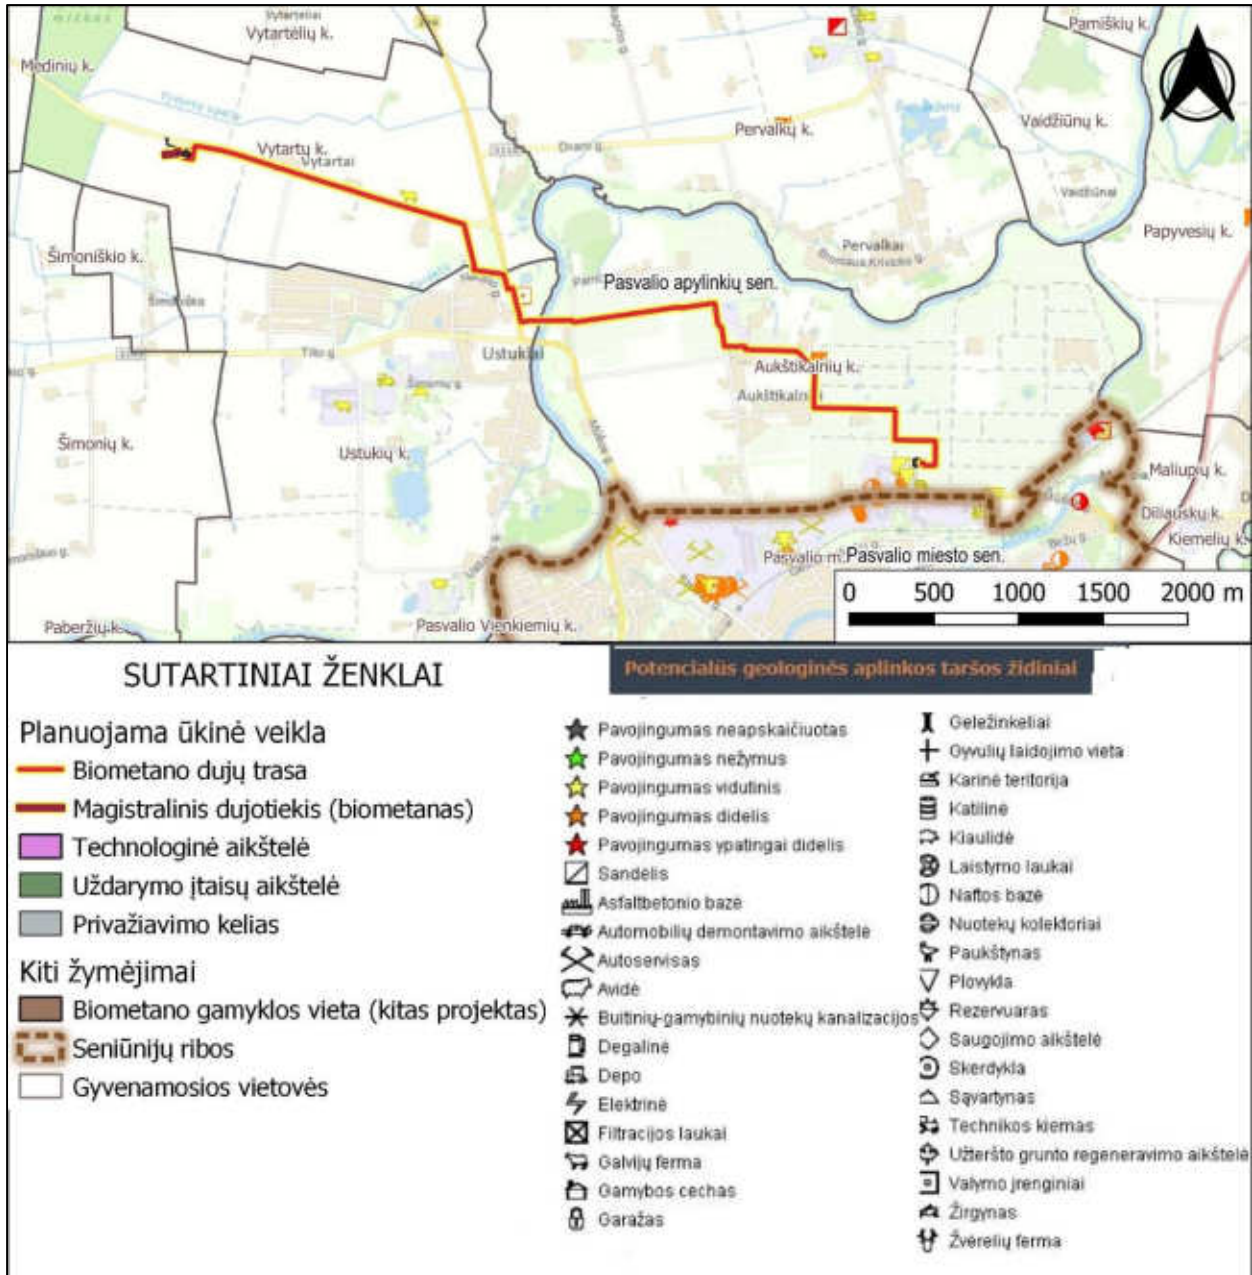 Vytartėliai
Vytartėlių k.
Pamiškių k.
Medinių k.
Vytartų k.
Vytartai
Pervalkų k.
Vaidžiūnų k.
Vaidžiūnai
Šimoniškio k.
Pervalkai
Papyvesių k.
Pasvalio apylinkių sen.
Ustukiai
Aukštikalnių k.
Šimonių k.
Ustukių k.
Maliupių k.
Diliauskų k.
Kiemelių k.
Pasvalio m.
Pasvalio miesto sen.
Paberžių k.
Pasvalio Vienkiemių k.
0 500 1000 1500 2000 m
SUTARTINIAI ŽENKLAI
Planuojama ūkinė veikla
Biometano dujų trasa
Magistralinis dujotiekis (biometanas)
Technologinė aikštelė
Uždarymo įtaisų aikštelė
Privažiavimo kelias
Kiti žymėjimai
Biometano gamyklos vieta (kitas projektas)
Seniūnijų ribos
Gyvenamosios vietovės
Potencialūs geologinės aplinkos taršos židiniai
Pavojingumas neapskaičiuotas
Pavojingumas nežymus
Pavojingumas vidutinis
Pavojingumas didelis
Pavojingumas ypatingai didelis
Sandėlis
Asfaltbetonio bazė
Automobilių demontavimo aikštelė
Autoservisas
Avidė
Buitinių-gamybinių nuotekų kanalizacijos
Degalinė
Depo
Elektrinė
Filtracijos laukai
Galvijų ferma
Gamybos cechas
Garažas
Geležinkeliai
Gyvulių laidojimo vieta
Karinė teritorija
Katilinė
Kiaulidė
Laistymo laukai
Naftos bazė
Nuotekų kolektoriai
Paukštynas
Plovykla
Rezervuaras
Saugojimo aikštelė
Skerdykla
Sąvartynas
Technikos kiemas
Užteršto grunto regeneravimo aikštelė
Valymo įrenginiai
Žirgynas
Žvėrelių ferma